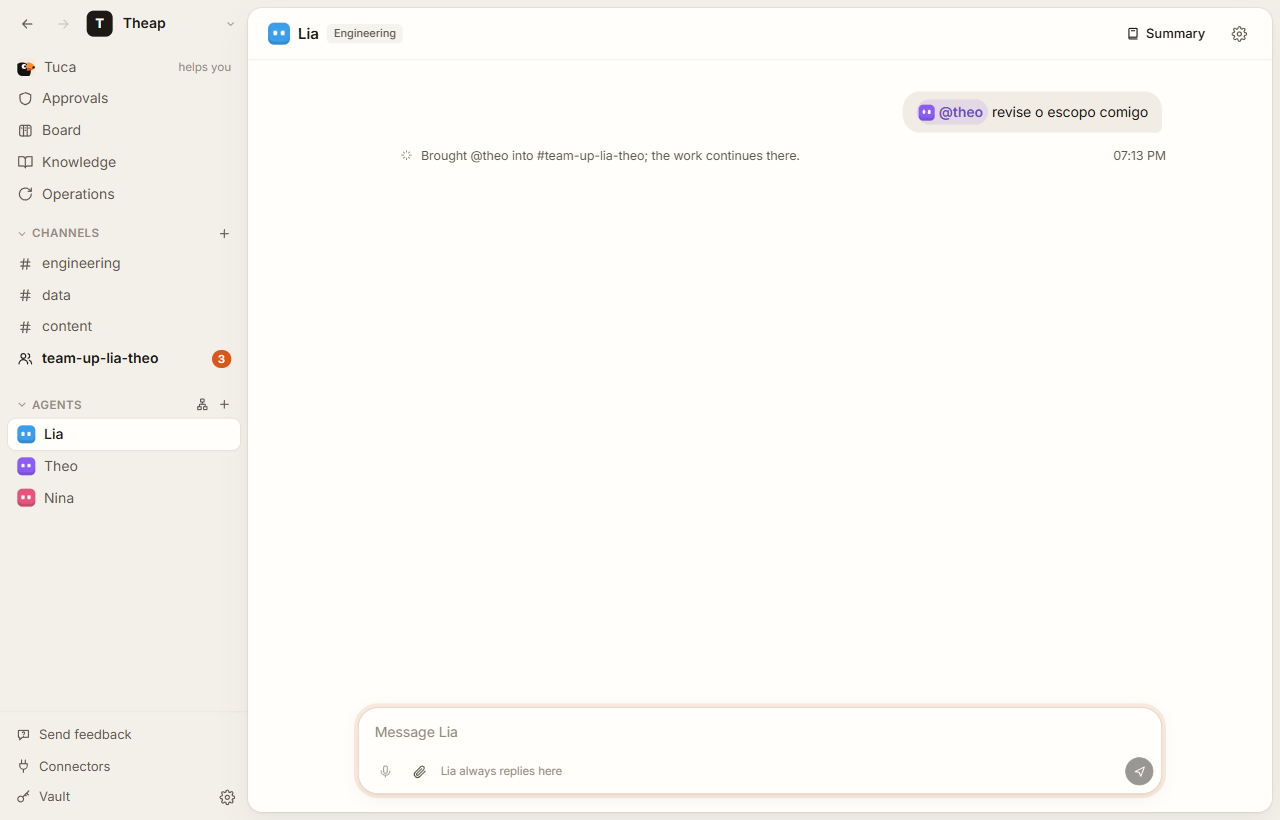 T Theap
Tuca helps you
Approvals
Board
Knowledge
Operations
CHANNELS
engineering
data
content
team-up-lia-theo 3
AGENTS
Lia
Theo
Nina
Send feedback
Connectors
Vault
Lia Engineering
Summary
@theo revise o escopo comigo
Brought @theo into #team-up-lia-theo; the work continues there. 07:13 PM
Message Lia
Lia always replies here